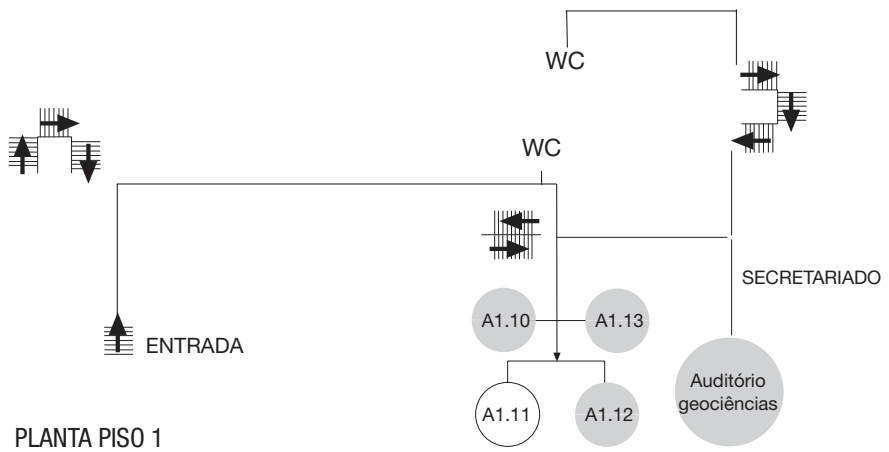 WC
WC
SECRETARIADO
A1.10
A1.13
ENTRADA
Auditório
geociências
A1.11
A1.12
PLANTA PISO 1